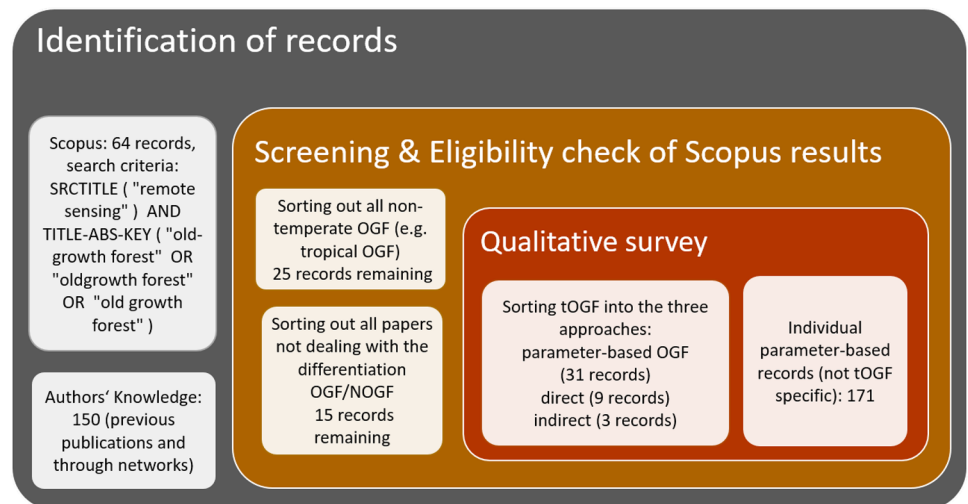 Identification of records
Scopus: 64 records,
search criteria:
SRCTITLE ( "remote
sensing" ) AND
TITLE-ABS-KEY ( "old-
growth forest" OR
"oldgrowth forest"
OR "old growth
forest" )
Authors‘ Knowledge:
150 (previous
publications and
through networks)
Screening & Eligibility check of Scopus results
Sorting out all non-
temperate OGF (e.g.
tropical OGF)
25 records remaining
Sorting out all papers
not dealing with the
differentiation
OGF/NOGF
15 records
remaining
Qualitative survey
Sorting tOGF into the three
approaches:
parameter-based OGF
(31 records)
direct (9 records)
indirect (3 records)
Individual
parameter-based
records (not tOGF
specific): 171